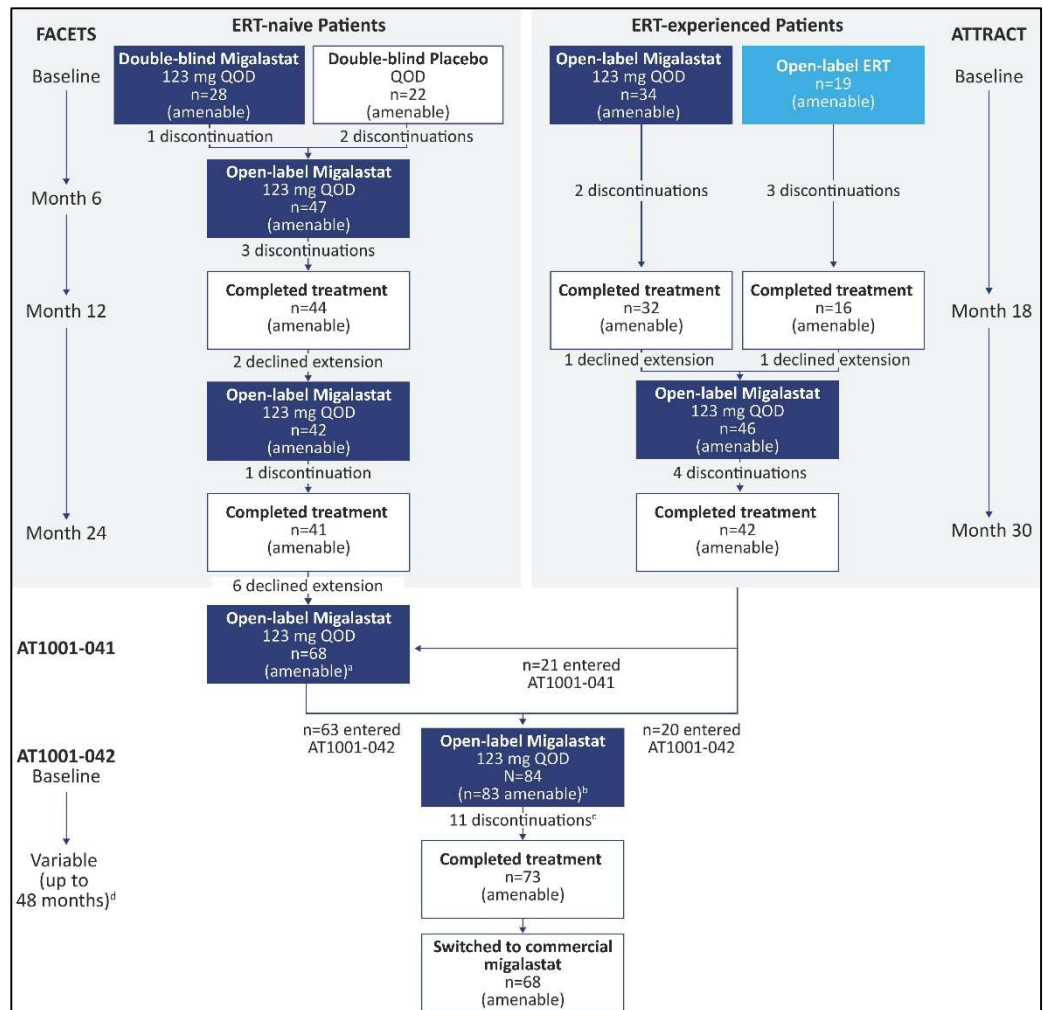 FACETS
ERT-naive Patients
ERT-experienced Patients
ATTRACT
Baseline
Double-blind Migalastat
123 mg QOD
n=28
(amenable)
Double-blind Placebo
QOD
n=22
(amenable)
Open-label Migalastat
123 mg QOD
n=34
(amenable)
Open-label ERT
n=19
(amenable)
Baseline
1 discontinuation
2 discontinuations
Month 6
Open-label Migalastat
123 mg QOD
n=47
(amenable)
2 discontinuations
3 discontinuations
3 discontinuations
Month 12
Completed treatment
n=44
(amenable)
Completed treatment
n=32
(amenable)
Completed treatment
n=16
(amenable)
Month 18
2 declined extension
1 declined extension
1 declined extension
Open-label Migalastat
123 mg QOD
n=42
(amenable)
Open-label Migalastat
123 mg QOD
n=46
(amenable)
1 discontinuation
4 discontinuations
Month 24
Completed treatment
n=41
(amenable)
Completed treatment
n=42
(amenable)
Month 30
6 declined extension
AT1001-041
Open-label Migalastat
123 mg QOD
n=68
(amenable)ᵃ
n=21 entered
AT1001-041
n=63 entered
AT1001-042
n=20 entered
AT1001-042
AT1001-042
Baseline
Open-label Migalastat
123 mg QOD
N=84
(n=83 amenable)ᵇ
11 discontinuationsᶜ
Variable
(up to
48 months)ᵈ
Completed treatment
n=73
(amenable)
Switched to commercial
migalastat
n=68
(amenable)